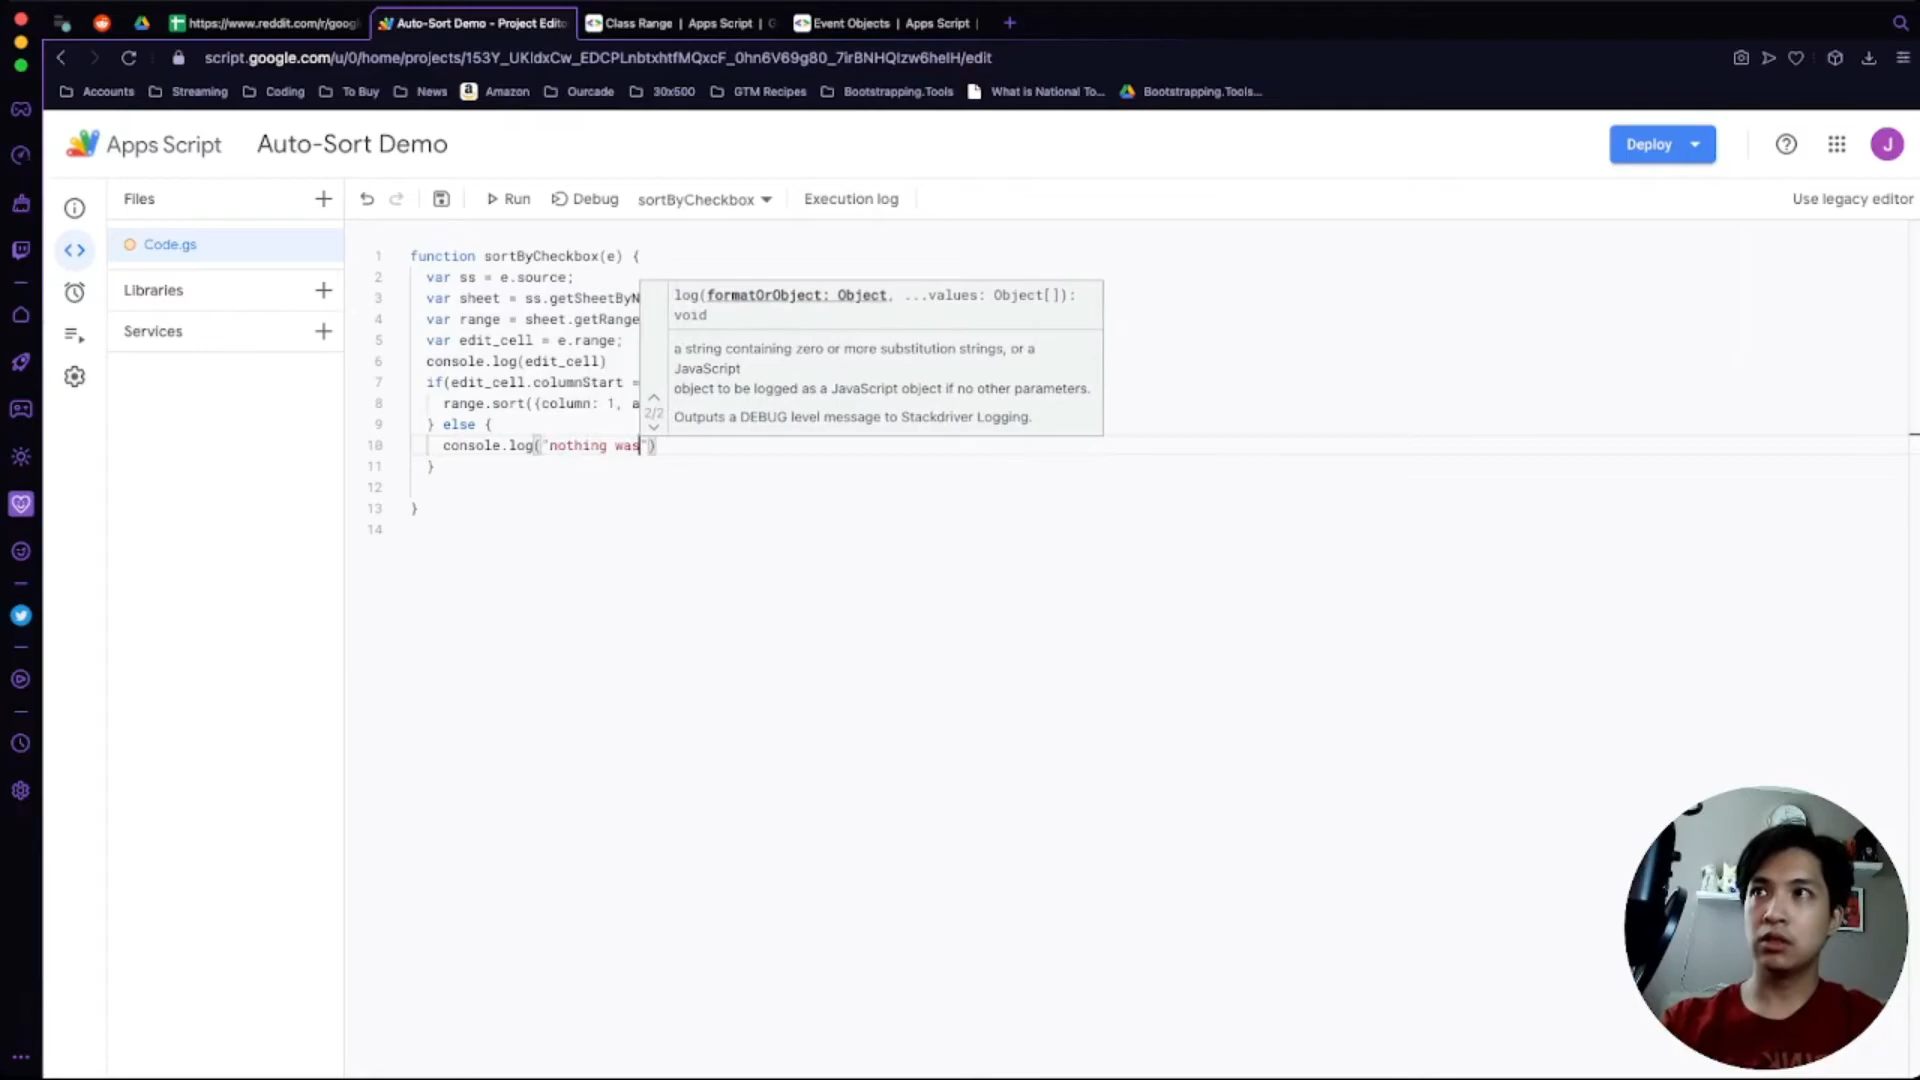 https://www.reddit.com/r/goog
Auto-Sort Demo - Project Edito
Class Range | Apps Script | G
Event Objects | Apps Script |
script.google.com/u/0/home/projects/153Y_UKIdxCw_EDCPLnbtxhtfMQxcF_0hn6V69g80_7irBNHQIzw6heIH/edit
Accounts Streaming Coding To Buy News Amazon Ourcade 30x500 GTM Recipes Bootstrapping.Tools What is National To... Bootstrapping.Tools...
Apps Script Auto-Sort Demo Deploy J
Files Run Debug sortByCheckbox Execution log Use legacy editor
Code.gs
Libraries
Services
1 function sortByCheckbox(e) {
2 var ss = e.source;
3 var sheet = ss.getSheetByN
4 var range = sheet.getRange
5 var edit_cell = e.range;
6 console.log(edit_cell)
7 if(edit_cell.columnStart =
8 range.sort({column: 1, a
9 } else {
10 console.log("nothing was")
11 }
12
13 }
14
log(formatOrObject: Object, ...values: Object[]):
void
a string containing zero or more substitution strings, or a
JavaScript
object to be logged as a JavaScript object if no other parameters.
2/2
Outputs a DEBUG level message to Stackdriver Logging.